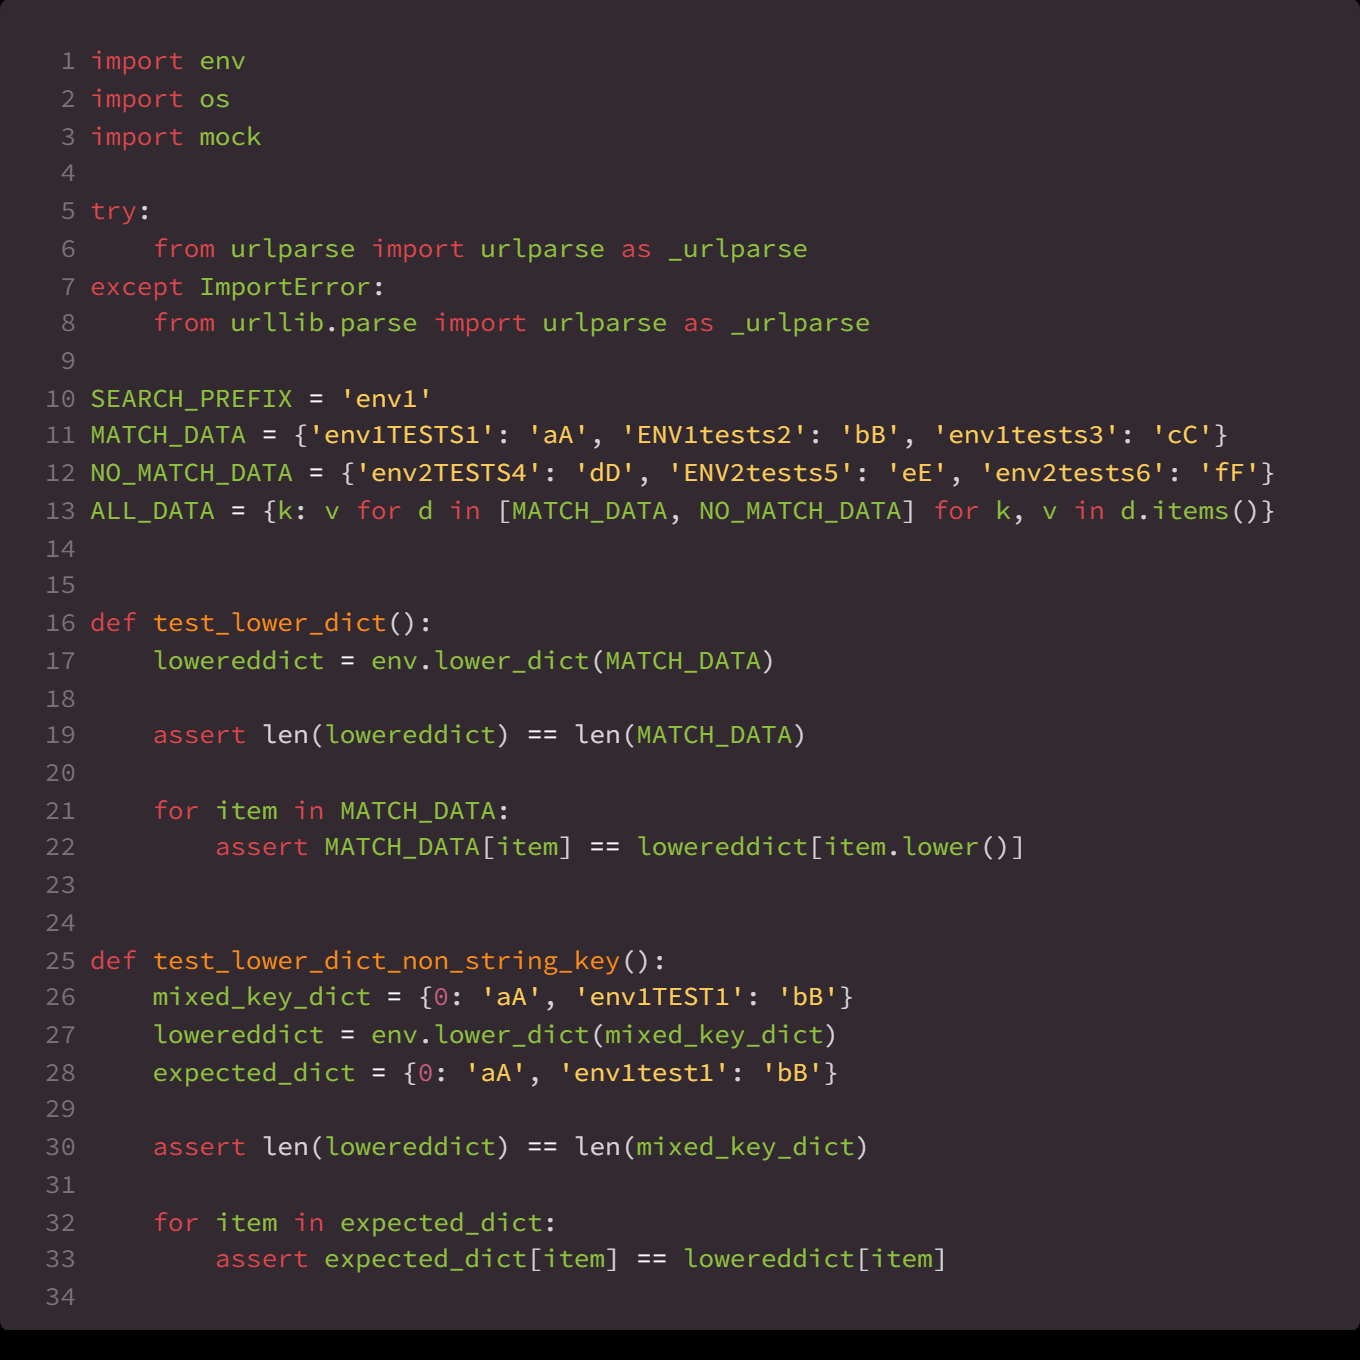 1 import env
2 import os
3 import mock
4
5 try:
6     from urlparse import urlparse as _urlparse
7 except ImportError:
8     from urllib.parse import urlparse as _urlparse
9
10 SEARCH_PREFIX = 'env1'
11 MATCH_DATA = {'env1TESTS1': 'aA', 'ENV1tests2': 'bB', 'env1tests3': 'cC'}
12 NO_MATCH_DATA = {'env2TESTS4': 'dD', 'ENV2tests5': 'eE', 'env2tests6': 'fF'}
13 ALL_DATA = {k: v for d in [MATCH_DATA, NO_MATCH_DATA] for k, v in d.items()}
14
15
16 def test_lower_dict():
17     lowereddict = env.lower_dict(MATCH_DATA)
18
19     assert len(lowereddict) == len(MATCH_DATA)
20
21     for item in MATCH_DATA:
22         assert MATCH_DATA[item] == lowereddict[item.lower()]
23
24
25 def test_lower_dict_non_string_key():
26     mixed_key_dict = {0: 'aA', 'env1TEST1': 'bB'}
27     lowereddict = env.lower_dict(mixed_key_dict)
28     expected_dict = {0: 'aA', 'env1test1': 'bB'}
29
30     assert len(lowereddict) == len(mixed_key_dict)
31
32     for item in expected_dict:
33         assert expected_dict[item] == lowereddict[item]
34